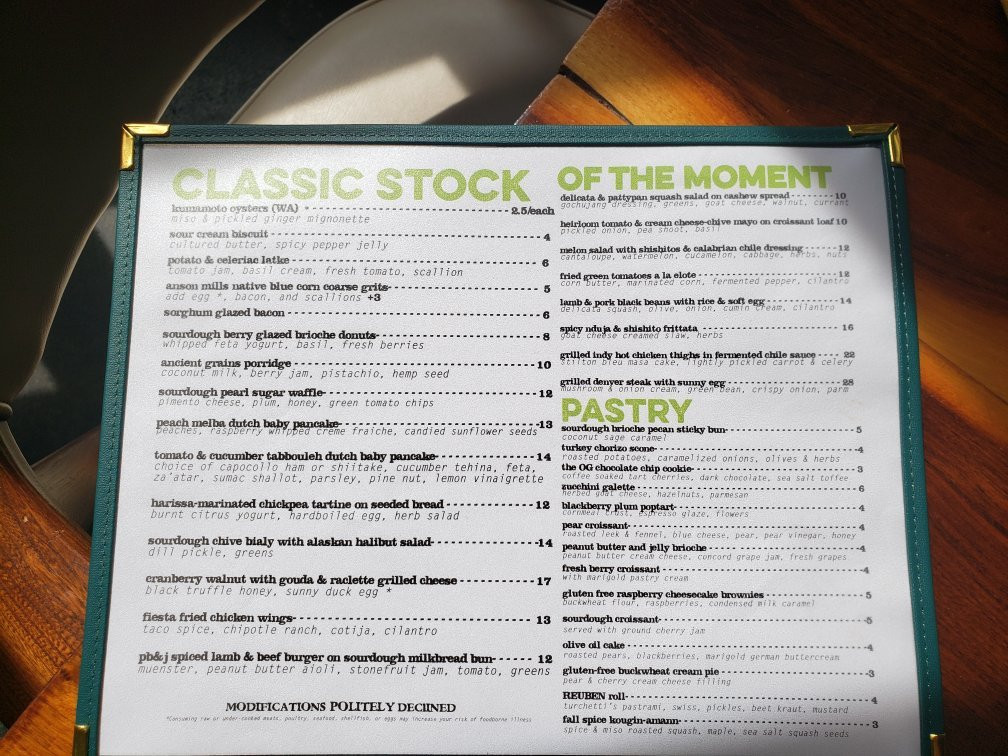 CLASSIC STOCK
kumamoto oysters (WA) 2.5/each
miso & pickled ginger mignonette
sour cream biscuit 4
cultured butter, spicy pepper jelly
potato & celeriac latke 6
tomato jam, basil cream, fresh tomato, scallion
anson mills native blue corn coarse grits 5
add egg *, bacon, and scallions +3
sorghum glazed bacon 6
sourdough berry glazed brioche donuts 8
whipped feta yogurt, basil, fresh berries
ancient grains porridge 10
coconut milk, berry jam, pistachio, hemp seed
sourdough pearl sugar waffle 12
pimento cheese, plum, honey, green tomato chips
peach melba dutch baby pancake 13
peaches, raspberry whipped creme fraiche, candied sunflower seeds
tomato & cucumber tabbouleh dutch baby pancake 14
choice of capocollo ham or shiitake, cucumber tehina, feta,
za'atar, sumac shallot, parsley, pine nut, lemon vinaigrette
harissa-marinated chickpea tartine on seeded bread 12
burnt citrus yogurt, hardboiled egg, herb salad
sourdough chive bialy with alaskan halibut salad 14
dill pickle, greens
cranberry walnut with gouda & raclette grilled cheese 17
black truffle honey, sunny duck egg *
fiesta fried chicken wings 13
taco spice, chipotle ranch, cotija, cilantro
pb&j spiced lamb & beef burger on sourdough milkbread bun 12
muenster, peanut butter aioli, stonefruit jam, tomato, greens
MODIFICATIONS POLITELY DECIINED
*Consuming raw or under-cooked meats, poultry, seafood, shellfish, or eggs may increase your risk of foodborne illness
OF THE MOMENT
delicata & pattypan squash salad on cashew spread 10
gochujang dressing, greens, goat cheese, walnut, currant
heirloom tomato & cream cheese-chive mayo on croissant loaf 10
pickled onion, pea shoot, basil
melon salad with shishitos & calabrian chile dressing 12
cantaloupe, watermelon, cucamelon, cabbage, herbs, nuts
fried green tomatoes a la elote 12
corn butter, marinated corn, fermented pepper, cilantro
lamb & pork black beans with rice & soft egg 14
delicata squash, olive, onion, cumin cream, cilantro
spicy nduja & shishito frittata 16
goat cheese creamed slaw, herbs
grilled indy hot chicken thighs in fermented chile sauce 22
stilton bleu masa cake, lightly pickled carrot & celery
grilled denver steak with sunny egg 28
mushroom & onion cream, green bean, crispy onion, parm
PASTRY
sourdough brioche pecan sticky bun 5
coconut sage caramel
turkey chorizo scone 4
roasted potatoes, caramelized onions, olives & herbs
the OG chocolate chip cookie 3
coffee soaked tart cherries, dark chocolate, sea salt toffee
zucchini galette 6
herbed goat cheese, hazelnuts, parmesan
blackberry plum poptart 4
cornmeal crust, espresso glaze, flowers
pear croissant 4
roasted leek & fennel, blue cheese, pear, pear vinegar, honey
peanut butter and jelly brioche 4
peanut butter cream cheese, concord grape jam, fresh grapes
fresh berry croissant 4
with marigold pastry cream
gluten free raspberry cheesecake brownies 5
buckwheat flour, raspberries, condensed milk caramel
sourdough croissant 5
served with ground cherry jam
olive oil cake 4
roasted pears, blackberries, marigold german buttercream
gluten-free buckwheat cream pie 3
pear & cherry cream cheese filling
REUBEN roll 4
turchetti's pastrami, swiss, pickles, beet kraut, mustard
fall spice kougin-amann 3
spice & miso roasted squash, maple, sea salt squash seeds